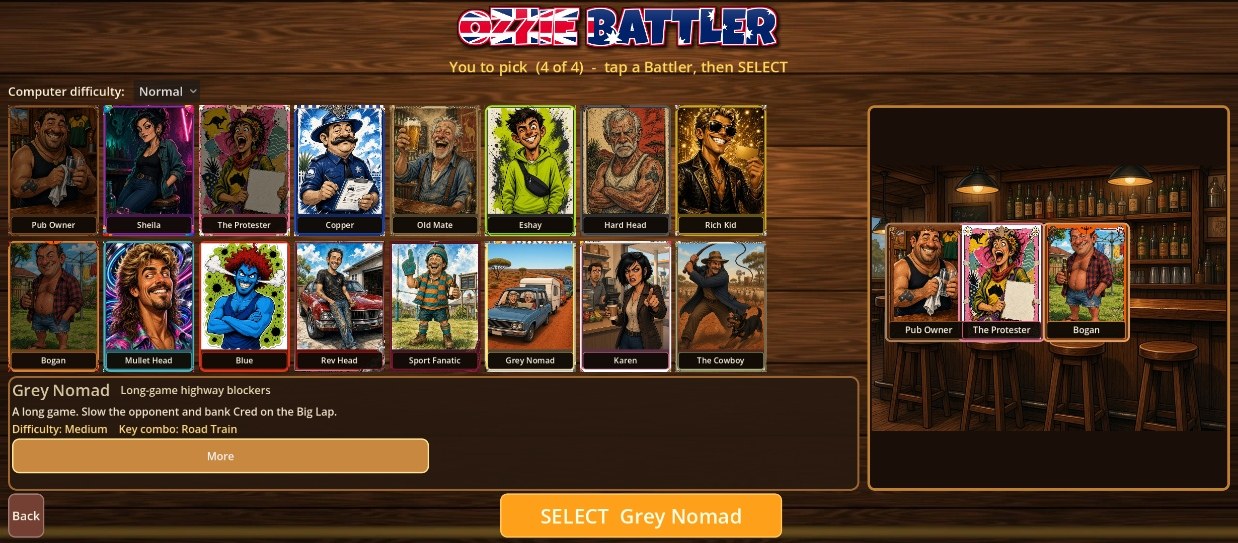 OZZIE BATTLER
You to pick (4 of 4) - tap a Battler, then SELECT
Computer difficulty: Normal
Pub Owner
Sheila
The Protester
Copper
Old Mate
Eshay
Hard Head
Rich Kid
Bogan
Mullet Head
Blue
Rev Head
Sport Fanatic
Grey Nomad
Karen
The Cowboy
Pub Owner
The Protester
Bogan
Grey Nomad Long-game highway blockers
A long game. Slow the opponent and bank Cred on the Big Lap.
Difficulty: Medium Key combo: Road Train
More
Back
SELECT Grey Nomad